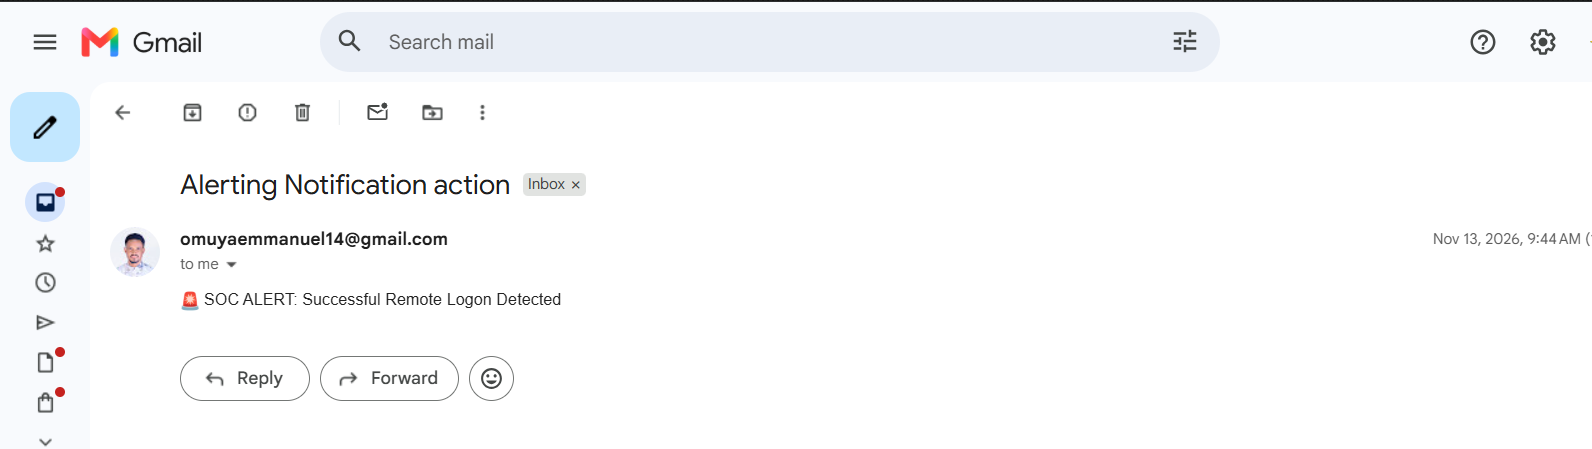 Gmail
Search mail
Alerting Notification action
Inbox ×
omuyaemmanuel14@gmail.com
Nov 13, 2026, 9:44 AM (
to me
🚨 SOC ALERT: Successful Remote Logon Detected
Reply
Forward